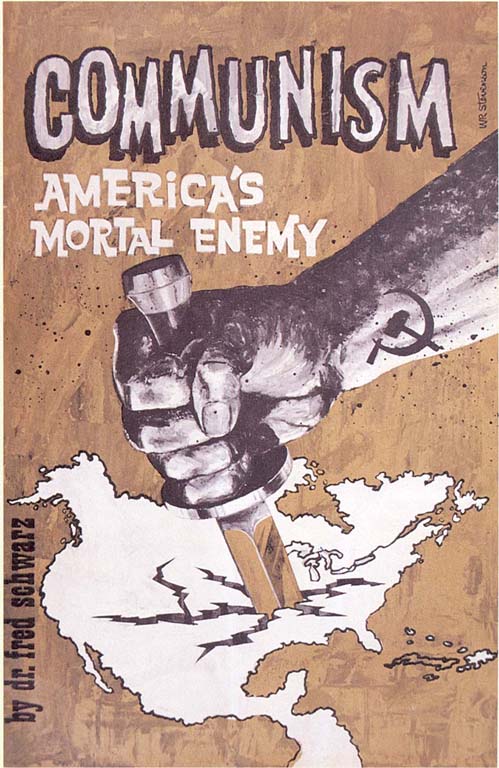 COMMUNISM
W.R. Stevenson
AMERICA'S
MORTAL ENEMY
by dr. fred schwarz